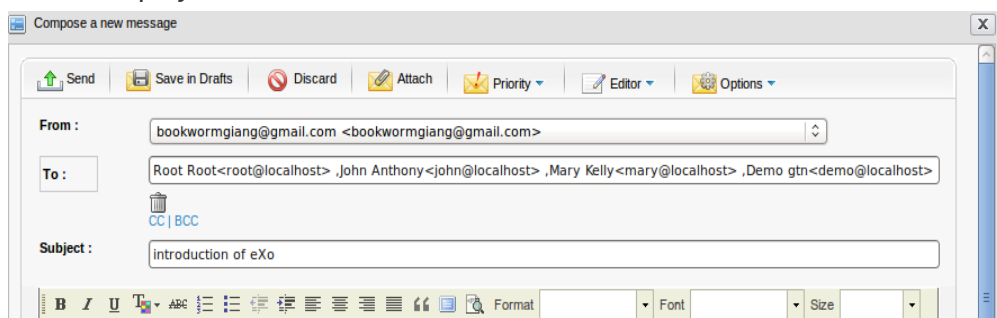 Compose a new message X
Send Save in Drafts Discard Attach Priority Editor Options
From : bookwormgiang@gmail.com <bookwormgiang@gmail.com>
To : Root Root<root@localhost> ,John Anthony<john@localhost> ,Mary Kelly<mary@localhost> ,Demo gtn<demo@localhost>
CC | BCC
Subject : introduction of eXo
B I U T ABC Format Font Size